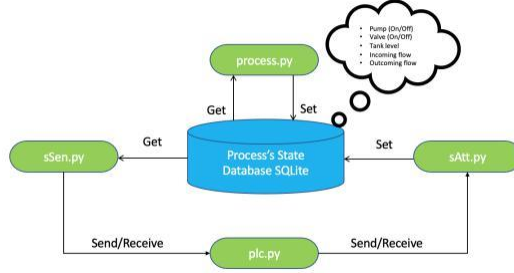 • Pump (On/Off)
• Valve (On/Off)
• Tank level
• Incoming flow
• Outcoming flow
process.py
Get
Set
sSen.py
Get
Process's State
Database SQLite
Set
sAtt.py
Send/Receive
plc.py
Send/Receive